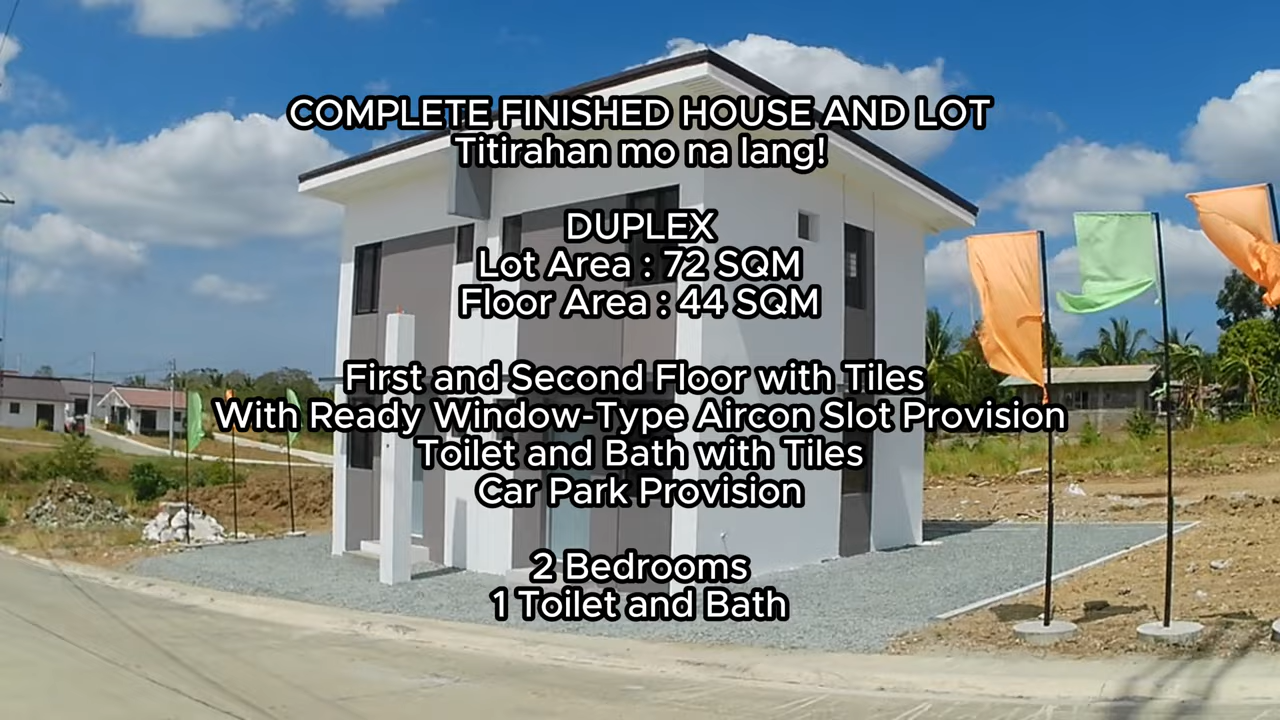 COMPLETE FINISHED HOUSE AND LOT
Titirahan mo na lang!
DUPLEX
Lot Area : 72 SQM
Floor Area : 44 SQM
First and Second Floor with Tiles
With Ready Window-Type Aircon Slot Provision
Toilet and Bath with Tiles
Car Park Provision
2 Bedrooms
1 Toilet and Bath